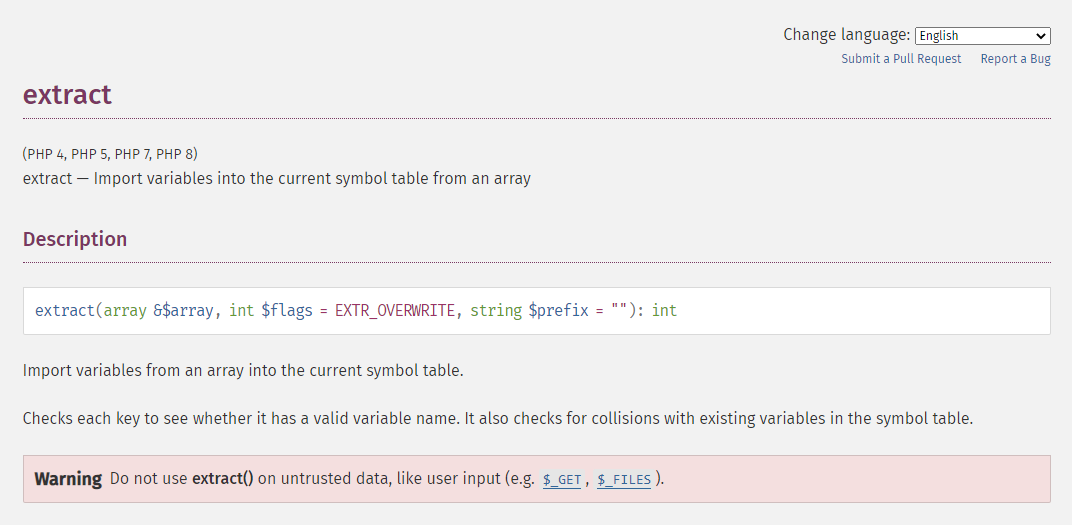 Change language: English
Submit a Pull Request Report a Bug
extract
(PHP 4, PHP 5, PHP 7, PHP 8)
extract — Import variables into the current symbol table from an array
Description
extract(array &$array, int $flags = EXTR_OVERWRITE, string $prefix = ""): int
Import variables from an array into the current symbol table.
Checks each key to see whether it has a valid variable name. It also checks for collisions with existing variables in the symbol table.
Warning Do not use extract() on untrusted data, like user input (e.g. $_GET, $_FILES).